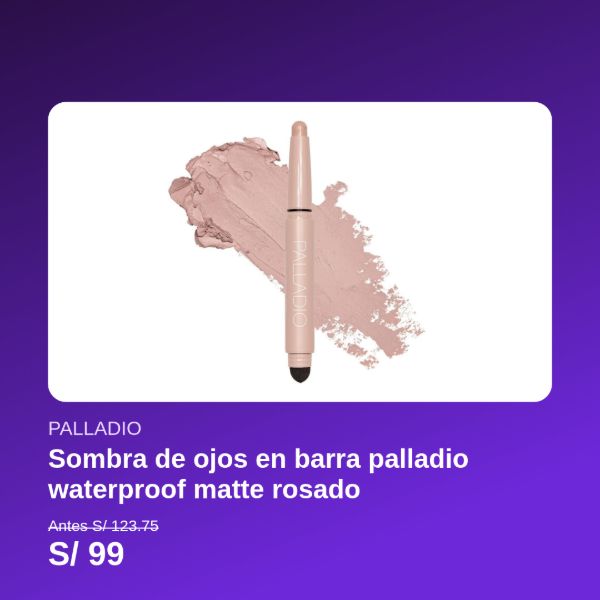 PALLADIO
PALLADIO
Sombra de ojos en barra palladio
waterproof matte rosado
Antes S/ 123.75
S/ 99